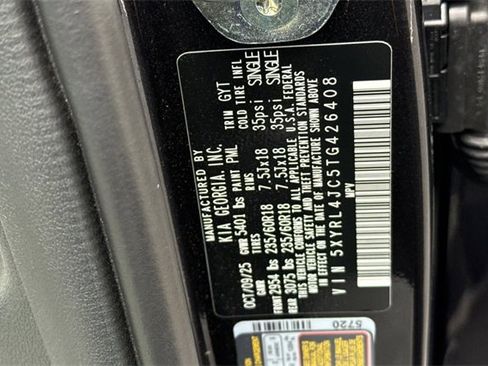 MANUFACTURED BY
KIA GEORGIA, INC.
OCT/09/25 PAINT PML TRIM GYT
GVWR 5401 lbs
GAWR TIRES RIMS COLD TIRE INFL
FRONT 2954 lbs 235/60R18 7.5Jx18 35psi SINGLE
REAR 3075 lbs 235/60R18 7.5Jx18 35psi SINGLE
THIS VEHICLE CONFORMS TO ALL APPLICABLE U.S.A. FEDERAL
MOTOR VEHICLE SAFETY AND THEFT PREVENTION STANDARDS
IN EFFECT ON THE DATE OF MANUFACTURE SHOWN ABOVE.
VIN 5XYRL4JC5TG426408
MPV
5720